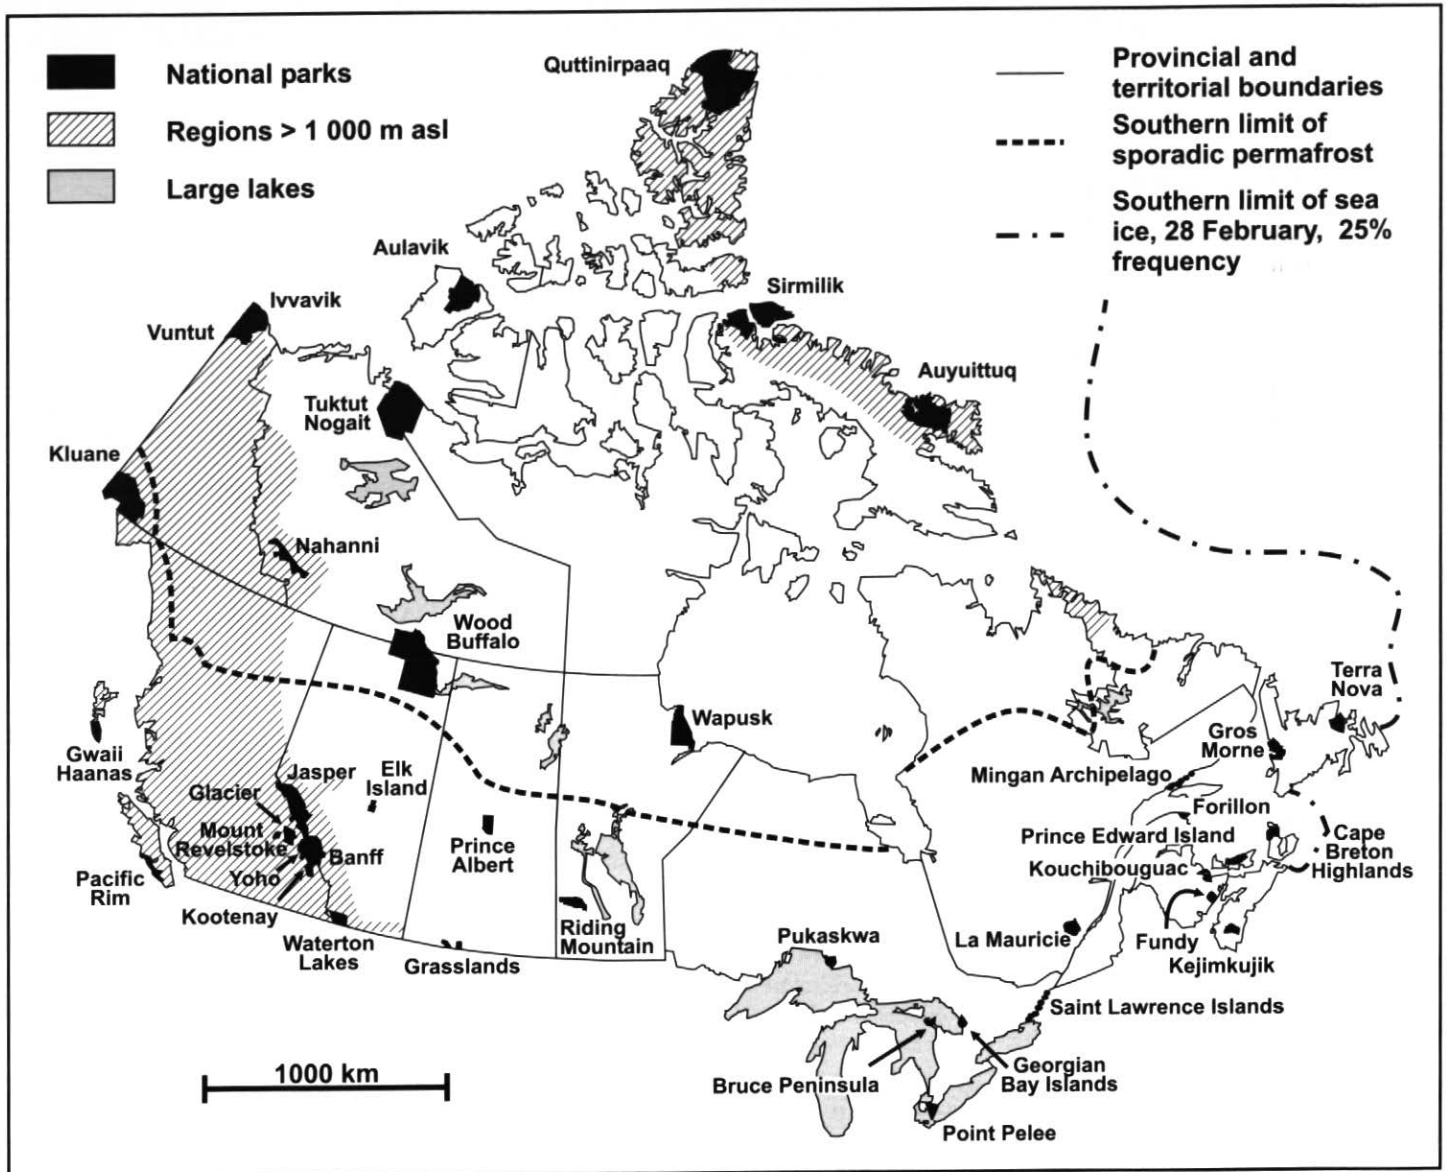 National parks
Regions > 1 000 m asl
Large lakes
Provincial and
territorial boundaries
Southern limit of
sporadic permafrost
Southern limit of sea
ice, 28 February, 25%
frequency
Quttinirpaaq
Aulavik
Sirmilik
Ivvavik
Vuntut
Auyuittuq
Tuktut
Nogait
Kluane
Nahanni
Wood
Buffalo
Terra
Nova
Wapusk
Gros
Morne
Gwaii
Haanas
Jasper
Elk
Island
Mingan Archipelago
Glacier
Forillon
Mount
Revelstoke
Prince Edward Island
Cape
Breton
Highlands
Prince
Albert
Banff
Kouchibouguac
Yoho
Pacific
Rim
Kootenay
Riding
Mountain
Waterton
Lakes
Grasslands
Pukaskwa
La Mauricie
Fundy
Kejimkujik
Saint Lawrence Islands
1000 km
Georgian
Bay Islands
Bruce Peninsula
Point Pelee